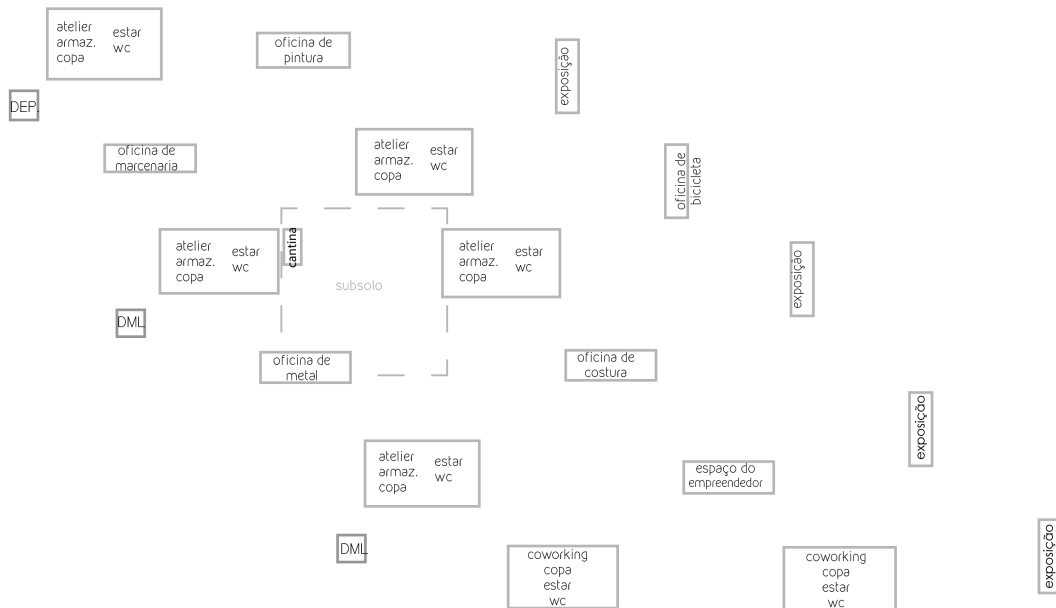 atelier
armaz.
copa
estar
wc
oficina de
pintura
exposição
DEP.
oficina de
marcenaria
atelier
armaz.
copa
estar
wc
oficina de
bicicleta
atelier
armaz.
copa
estar
wc
cantina
subsolo
atelier
armaz.
copa
estar
wc
exposição
DML
oficina de
metal
oficina de
costura
exposição
atelier
armaz.
copa
estar
wc
espaço do
empreendedor
DML
coworking
copa
estar
wc
coworking
copa
estar
wc
exposição